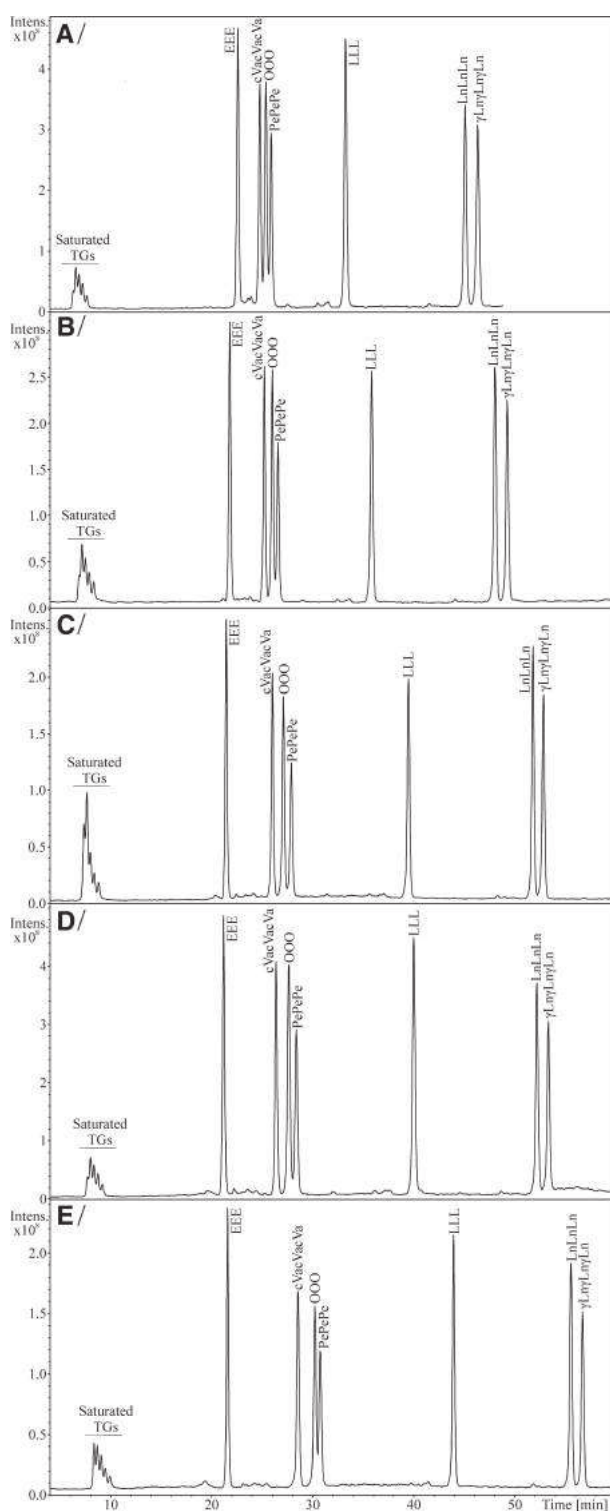 Intens.
x10⁸
A/
EEE
cVacVacVa
OOO
PePePe
LLL
LnLnLn
γLnγLnγLn
4
3
2
1
0
Saturated
TGs
Intens.
x10⁸
B/
EEE
cVacVacVa
OOO
PePePe
LLL
LnLnLn
γLnγLnγLn
2.5
2.0
1.5
1.0
0.5
0.0
Saturated
TGs
Intens.
x10⁸
C/
EEE
cVacVacVa
OOO
PePePe
LLL
LnLnLn
γLnγLnγLn
2.0
1.5
1.0
0.5
0.0
Saturated
TGs
Intens.
x10⁸
D/
EEE
cVacVacVa
OOO
PePePe
LLL
LnLnLn
γLnγLnγLn
4
3
2
1
0
Saturated
TGs
Intens.
x10⁸
E/
EEE
cVacVacVa
OOO
PePePe
LLL
LnLnLn
γLnγLnγLn
2.0
1.5
1.0
0.5
0.0
Saturated
TGs
10 20 30 40 50 Time [min]